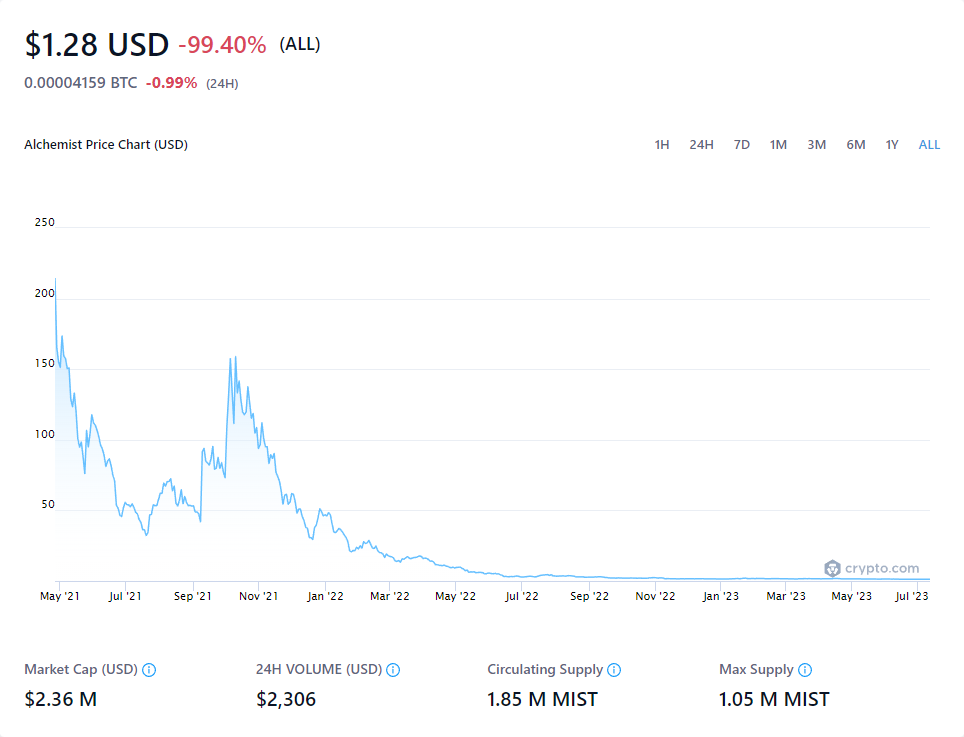 $1.28 USD -99.40% (ALL)
0.00004159 BTC -0.99% (24H)
Alchemist Price Chart (USD) 1H 24H 7D 1M 3M 6M 1Y ALL
250
200
150
100
50
crypto.com
May '21 Jul '21 Sep '21 Nov '21 Jan '22 Mar '22 May '22 Jul '22 Sep '22 Nov '22 Jan '23 Mar '23 May '23 Jul '23
Market Cap (USD) 24H VOLUME (USD) Circulating Supply Max Supply
$2.36 M $2,306 1.85 M MIST 1.05 M MIST